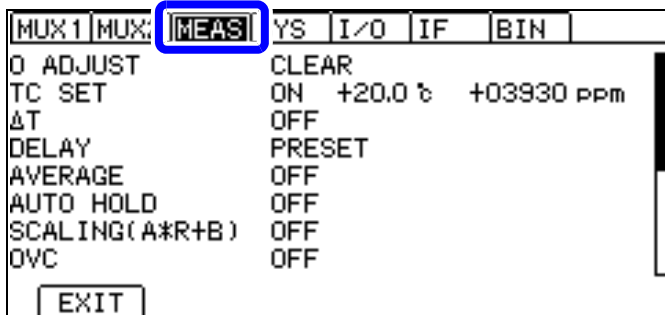 MUX1 MUX2 MEAS YS I/O IF BIN
0 ADJUST CLEAR
TC SET ON +20.0 ℃ +03930 ppm
ΔT OFF
DELAY PRESET
AVERAGE OFF
AUTO HOLD OFF
SCALING(A*R+B) OFF
OVC OFF
EXIT